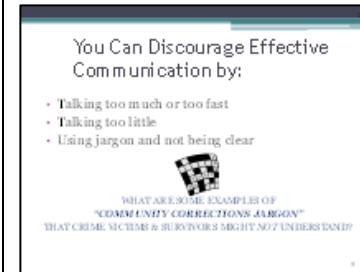 You Can Discourage Effective
Communication by:
• Talking too much or too fast
• Talking too little
• Using jargon and not being clear
WHAT ARE SOME EXAMPLES OF
"COMMUNITY CORRECTIONS JARGON"
THAT CRIME VICTIMS & SURVIVORS MIGHT NOT UNDERSTAND?